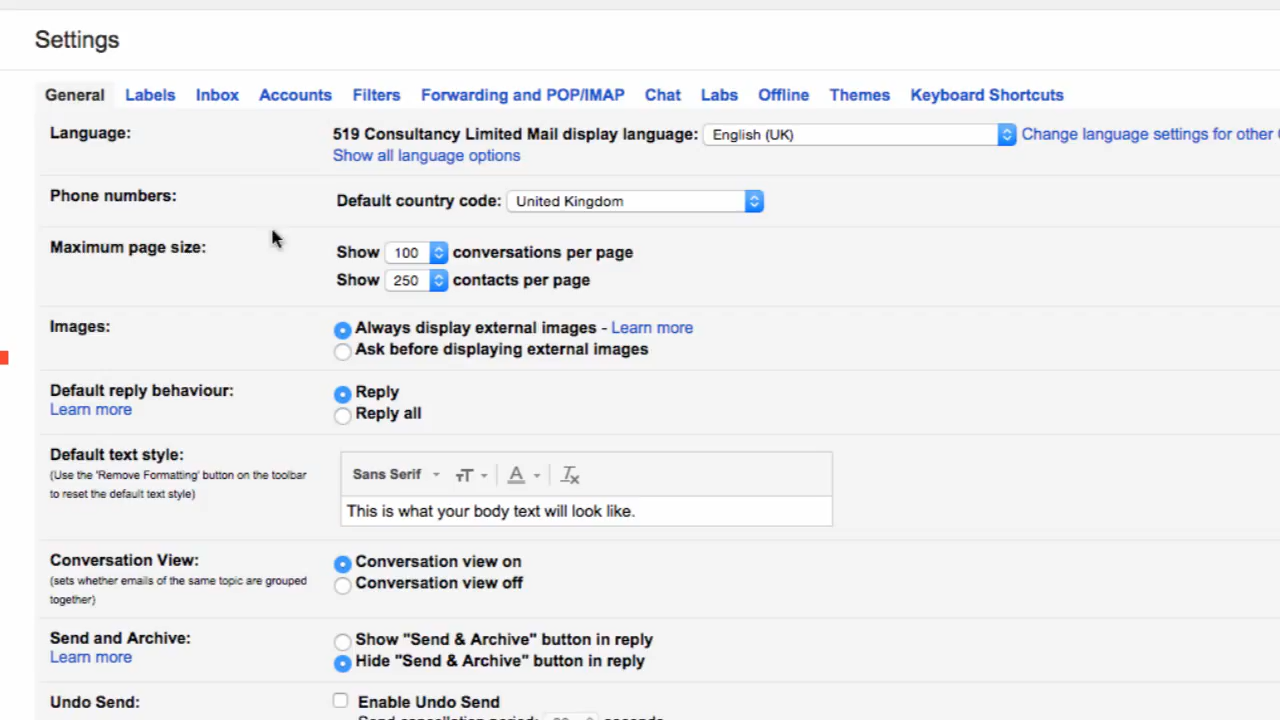 Settings
General Labels Inbox Accounts Filters Forwarding and POP/IMAP Chat Labs Offline Themes Keyboard Shortcuts
Language: 519 Consultancy Limited Mail display language: English (UK) Change language settings for other
Show all language options
Phone numbers: Default country code: United Kingdom
Maximum page size: Show 100 conversations per page
Show 250 contacts per page
Images: Always display external images - Learn more
Ask before displaying external images
Default reply behaviour: Reply
Learn more Reply all
Default text style:
(Use the 'Remove Formatting' button on the toolbar Sans Serif
to reset the default text style)
This is what your body text will look like.
Conversation View: Conversation view on
(sets whether emails of the same topic are grouped Conversation view off
together)
Send and Archive: Show "Send & Archive" button in reply
Learn more Hide "Send & Archive" button in reply
Undo Send: Enable Undo Send
Send cancellation period: seconds